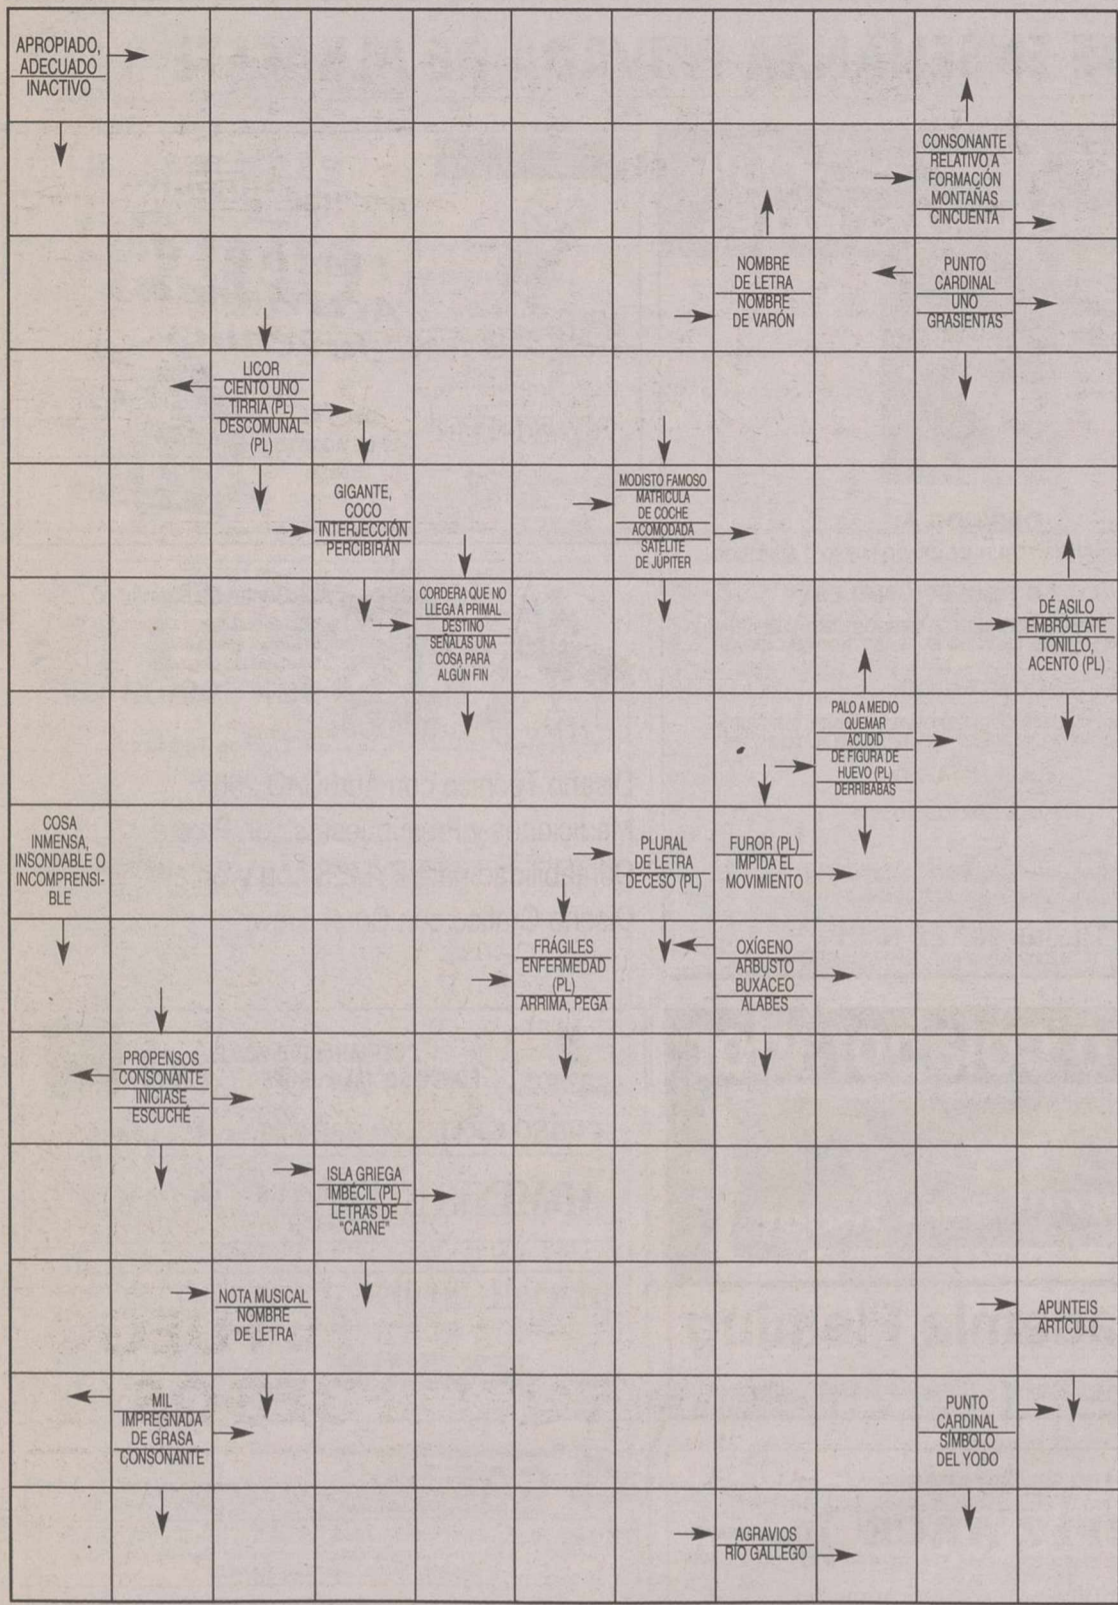 APROPIADO,
ADECUADO
INACTIVO
CONSONANTE
RELATIVO A
FORMACIÓN
MONTAÑAS
CINCUENTA
NOMBRE
DE LETRA
NOMBRE
DE VARÓN
PUNTO
CARDINAL
UNO
GRASIENTAS
LICOR
CIENTO UNO
TIRRIA (PL)
DESCOMUNAL
(PL)
GIGANTE,
COCO
INTERJECCIÓN
PERCIBIRÁN
MODISTO FAMOSO
MATRICULA
DE COCHE
ACOMODADA
SATÉLITE
DE JÚPITER
CORDERA QUE NO
LLEGA A PRIMAL
DESTINO
SEÑALAS UNA
COSA PARA
ALGÚN FIN
DÉ ASILO
EMBRÓLLATE
TONILLO,
ACENTO (PL)
PALO A MEDIO
QUEMAR
ACUDID
DE FIGURA DE
HUEVO (PL)
DERRIBABAS
COSA
INMENSA,
INSONDABLE O
INCOMPRENSI-
BLE
PLURAL
DE LETRA
DECESO (PL)
FUROR (PL)
IMPIDA EL
MOVIMIENTO
FRÁGILES
ENFERMEDAD
(PL)
ARRIMA, PEGA
OXÍGENO
ARBUSTO
BUXÁCEO
ALABES
PROPENSOS
CONSONANTE
INICIASE
ESCUCHÉ
ISLA GRIEGA
IMBÉCIL (PL)
LETRAS DE
"CARNE"
NOTA MUSICAL
NOMBRE
DE LETRA
APUNTEIS
ARTÍCULO
MIL
IMPREGNADA
DE GRASA
CONSONANTE
PUNTO
CARDINAL
SÍMBOLO
DEL YODO
AGRAVIOS
RÍO GALLEGO